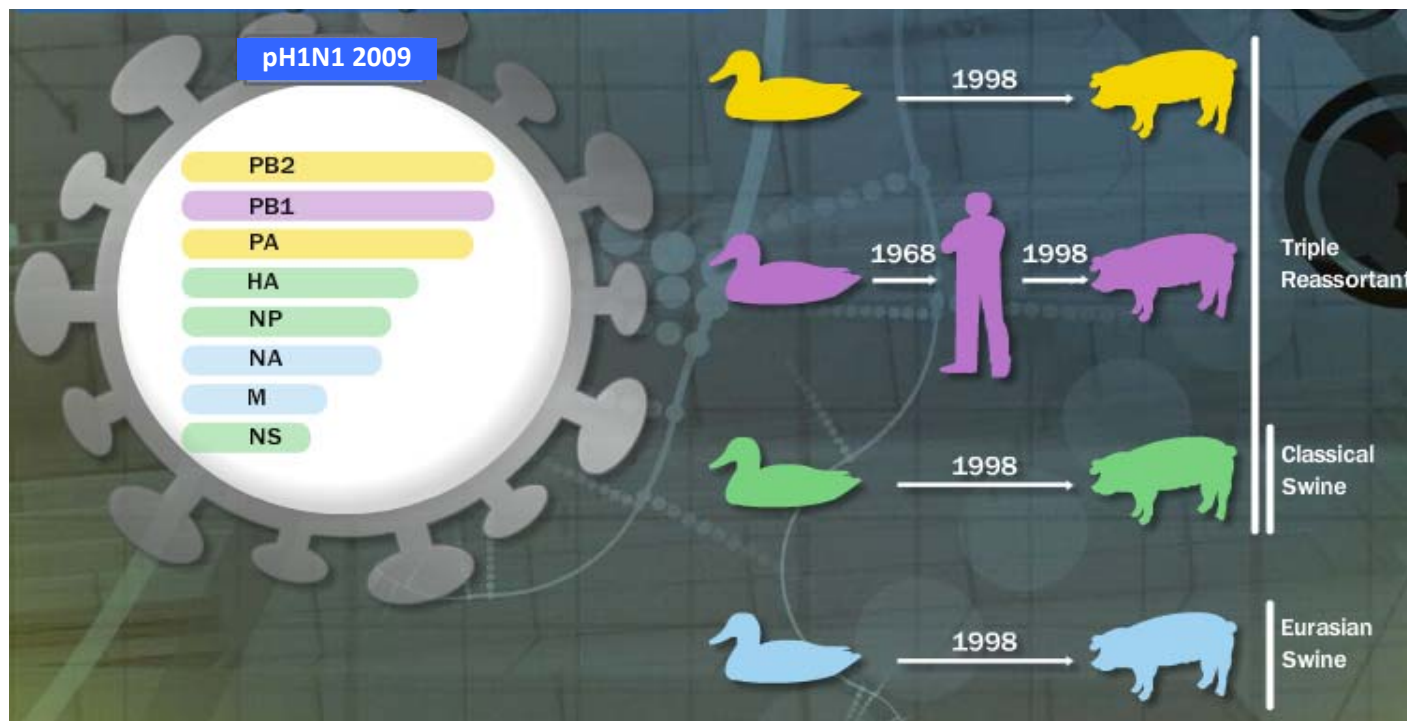 pH1N1 2009
PB2
PB1
PA
HA
NP
NA
M
NS
1998
1968
1998
Triple
Reassortant
1998
Classical
Swine
1998
Eurasian
Swine